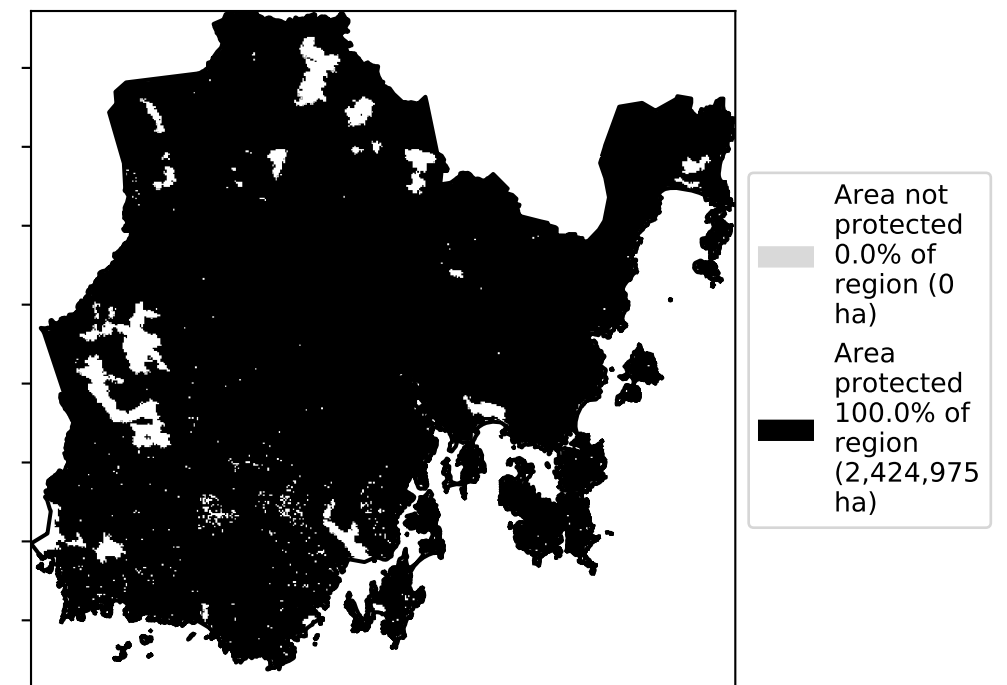 Area not
protected
0.0% of
region (0
ha)
Area
protected
100.0% of
region
(2,424,975
ha)